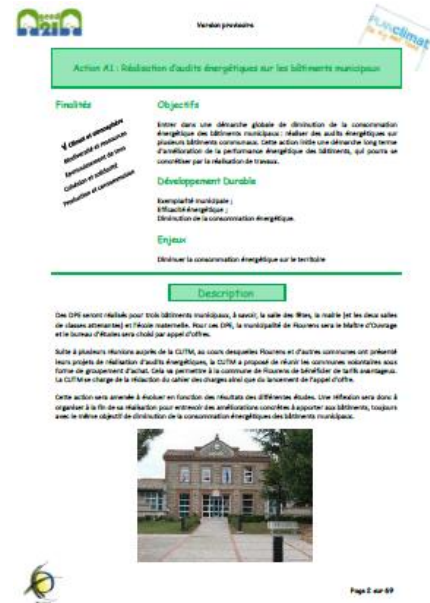 Version provisoire
Action A1 : Réalisation d'audits énergétiques sur les bâtiments municipaux
Finalités
√ Climat et atmosphère
Biodiversité et ressources
Epanouissement de tous
Cohésion et solidarité
Production et consommation
Objectifs
Entrer dans une démarche globale de diminution de la consommation
énergétique des bâtiments municipaux : réaliser des audits énergétiques sur
plusieurs bâtiments communaux. Cette action initie une démarche long terme
d'amélioration de la performance énergétique des bâtiments, qui pourra se
concrétiser par la réalisation de travaux.
Développement Durable
Exemplarité municipale ;
Efficacité énergétique ;
Diminution de la consommation énergétique.
Enjeux
Diminuer la consommation énergétique sur le territoire
Description
Des DPE seront réalisés pour trois bâtiments municipaux, à savoir, la salle des fêtes, la mairie (et les deux salles
de classes attenantes) et l'école maternelle. Pour ces DPE, la municipalité de Flourens sera le Maître d'Ouvrage
et le bureau d'études sera choisi par appel d'offres.
Suite à plusieurs réunions auprès de la CUTM, au cours desquelles Flourens et d'autres communes ont présenté
leurs projets de réalisation d'audits énergétiques, la CUTM a proposé de réunir les communes volontaires sous
forme de groupement d'achat. Cela va permettre à la commune de Flourens de bénéficier de tarifs avantageux.
La CUTM se charge de la rédaction du cahier des charges ainsi que du lancement de l'appel d'offre.
Cette action sera amenée à évoluer en fonction des résultats des différentes études. Une réflexion sera donc à
organiser à la fin de sa réalisation pour entrevoir des améliorations concrètes à apporter aux bâtiments, toujours
avec le même objectif de diminution de la consommation énergétique des bâtiments municipaux.
Page 2 sur 69